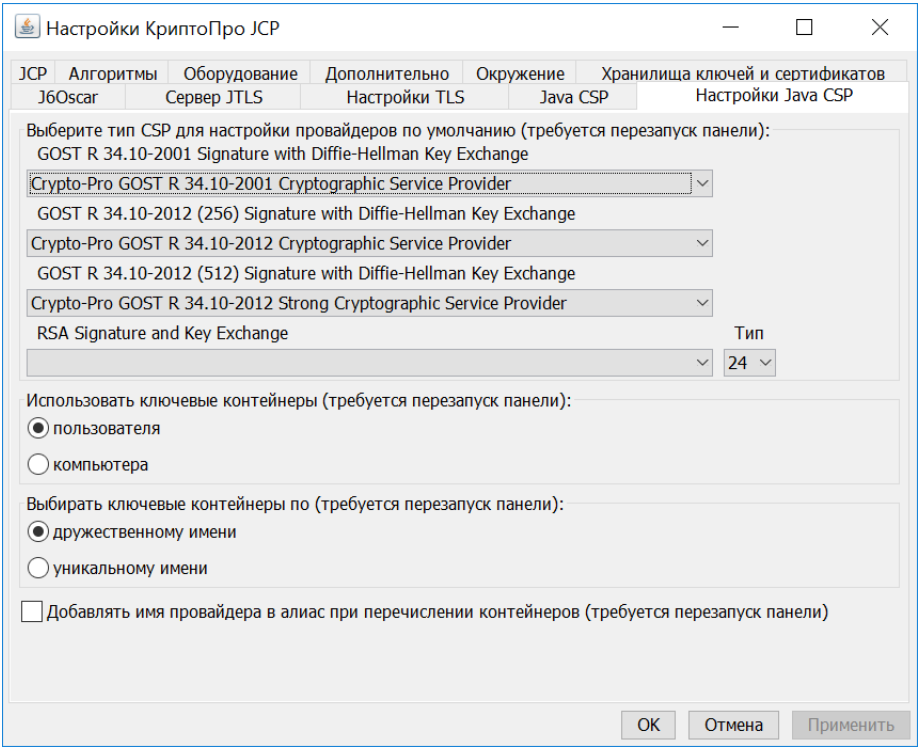 Настройки КриптоПро JCP
JCP Алгоритмы Оборудование Дополнительно Окружение Хранилища ключей и сертификатов
J6Oscar Сервер JTLS Настройки TLS Java CSP Настройки Java CSP
Выберите тип CSP для настройки провайдеров по умолчанию (требуется перезапуск панели):
GOST R 34.10-2001 Signature with Diffie-Hellman Key Exchange
Crypto-Pro GOST R 34.10-2001 Cryptographic Service Provider
GOST R 34.10-2012 (256) Signature with Diffie-Hellman Key Exchange
Crypto-Pro GOST R 34.10-2012 Cryptographic Service Provider
GOST R 34.10-2012 (512) Signature with Diffie-Hellman Key Exchange
Crypto-Pro GOST R 34.10-2012 Strong Cryptographic Service Provider
RSA Signature and Key Exchange Тип
24
Использовать ключевые контейнеры (требуется перезапуск панели):
пользователя
компьютера
Выбирать ключевые контейнеры по (требуется перезапуск панели):
дружественному имени
уникальному имени
Добавлять имя провайдера в алиас при перечислении контейнеров (требуется перезапуск панели)
OK Отмена Применить